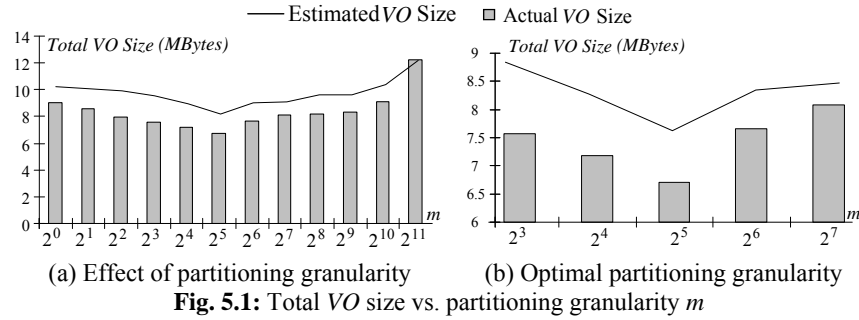 Estimated VO Size Actual VO Size
Total VO Size (MBytes)
14
12
10
8
6
4
2
0
2^0 2^1 2^2 2^3 2^4 2^5 2^6 2^7 2^8 2^9 2^10 2^11
m
(a) Effect of partitioning granularity
Total VO Size (MBytes)
9
8.5
8
7.5
7
6.5
6
2^3 2^4 2^5 2^6 2^7
m
(b) Optimal partitioning granularity
Fig. 5.1: Total VO size vs. partitioning granularity m